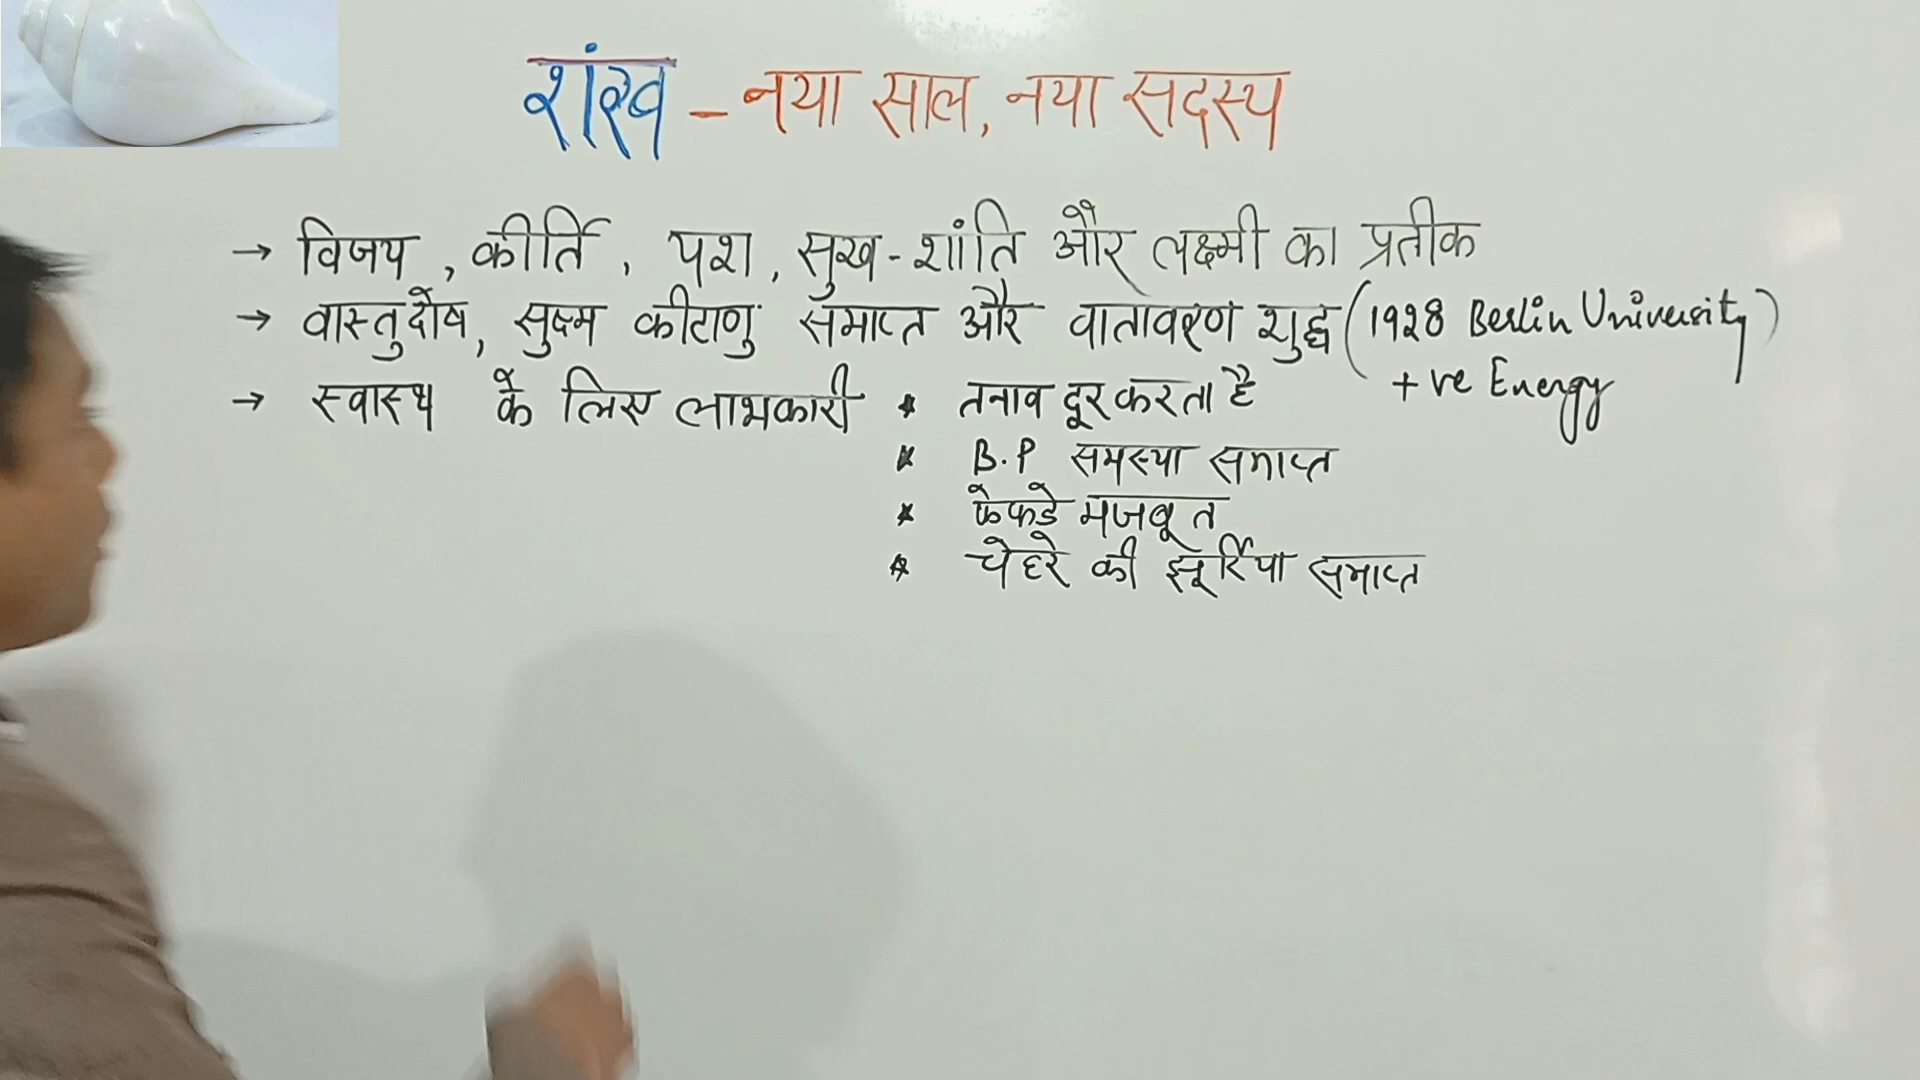 शंख - नया साल, नया सदस्य
→ विजय, कीर्ति, यश, सुख-शांति और लक्ष्मी का प्रतीक
→ वास्तुदोष, सुक्ष्म कीटाणु समाप्त और वातावरण शुद्ध (1928 Berlin University)
+ve Energy
→ स्वास्थ के लिए लाभकारी * तनाव दूर करता है
* B.P समस्या समाप्त
* फेफडे मजबूत
* चेहरे की झूर्रिया समाप्त